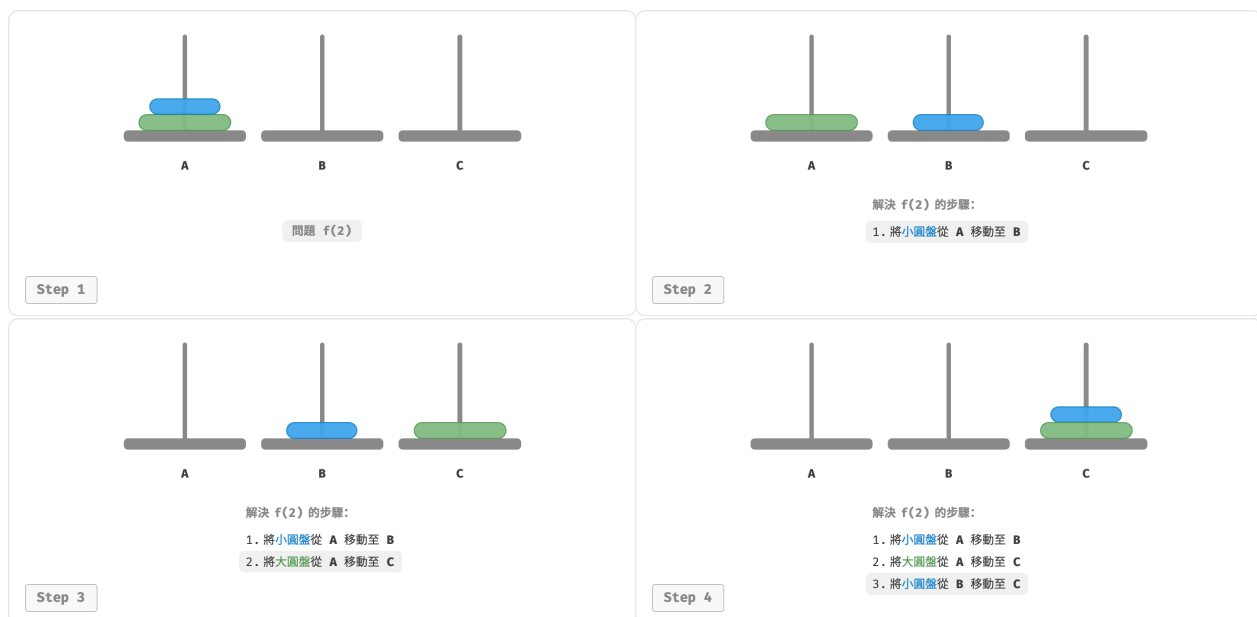 A B C
問題 f(2)
Step 1
A B C
解決 f(2) 的步驟：
1. 將小圓盤從 A 移動至 B
Step 2
A B C
解決 f(2) 的步驟：
1. 將小圓盤從 A 移動至 B
2. 將大圓盤從 A 移動至 C
Step 3
A B C
解決 f(2) 的步驟：
1. 將小圓盤從 A 移動至 B
2. 將大圓盤從 A 移動至 C
3. 將小圓盤從 B 移動至 C
Step 4